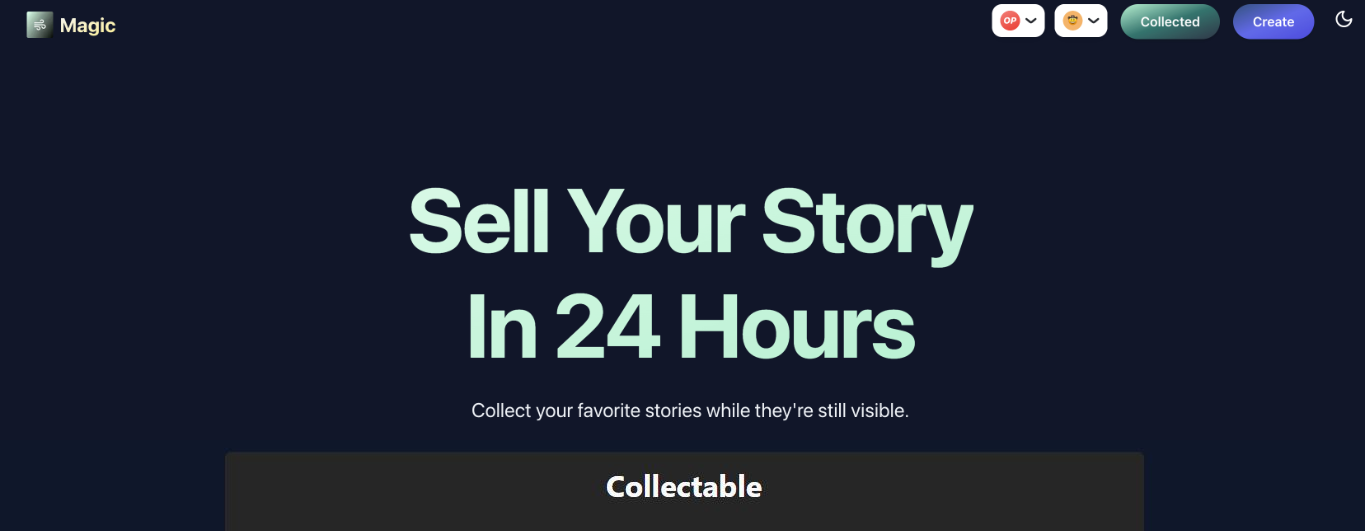 Magic
OP
Collected
Create
Sell Your Story
In 24 Hours
Collect your favorite stories while they're still visible.
Collectable